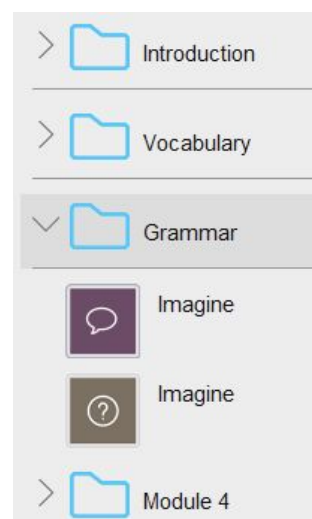 Introduction
Vocabulary
Grammar
Imagine
?
Imagine
Module 4